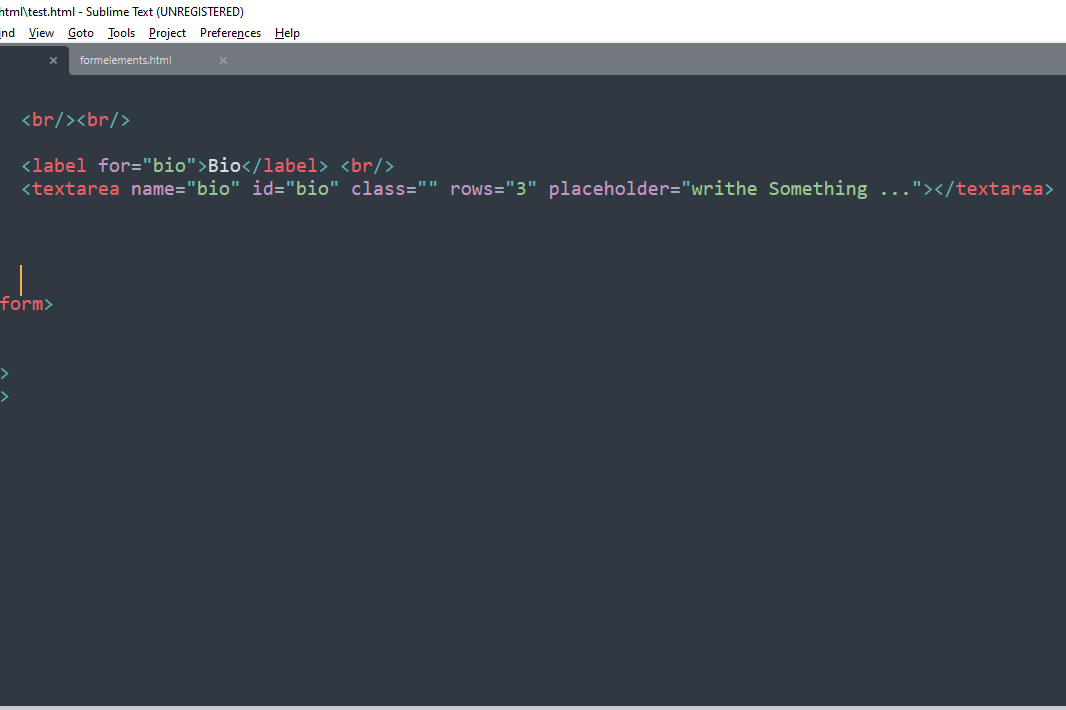 html\test.html - Sublime Text (UNREGISTERED)
nd View Goto Tools Project Preferences Help
× formelements.html ×
<br/><br/>
<label for="bio">Bio</label> <br/>
<textarea name="bio" id="bio" class="" rows="3" placeholder="writhe Something ..."></textarea>
form>
>
>